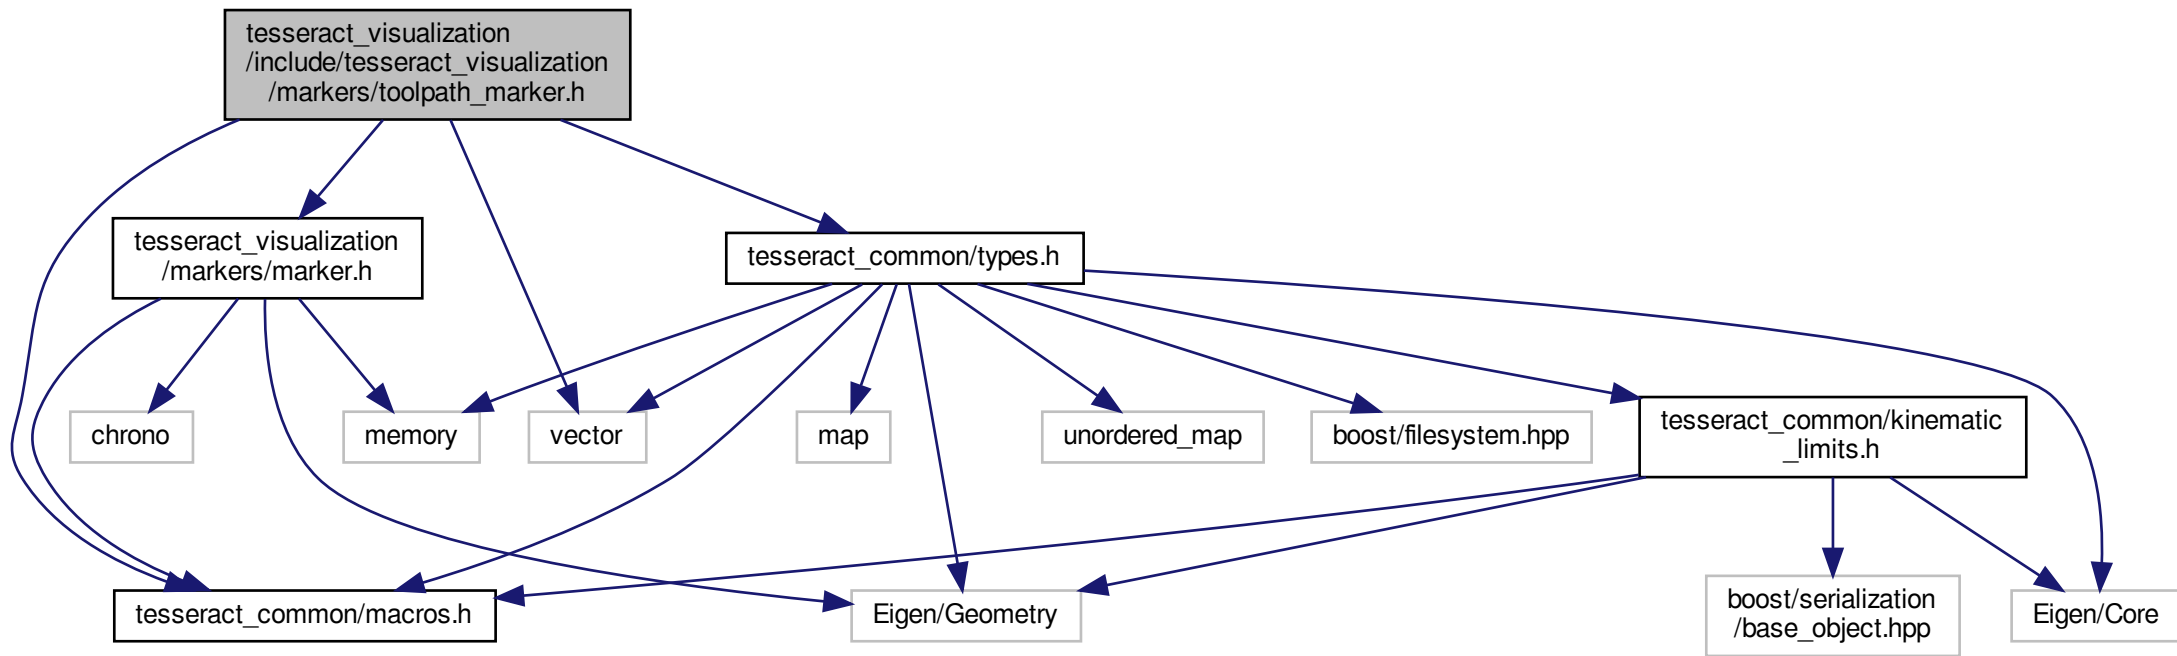 tesseract_visualization
/include/tesseract_visualization
/markers/toolpath_marker.h
tesseract_visualization
/markers/marker.h
tesseract_common/types.h
chrono
memory
vector
map
unordered_map
boost/filesystem.hpp
tesseract_common/kinematic
_limits.h
tesseract_common/macros.h
Eigen/Geometry
boost/serialization
/base_object.hpp
Eigen/Core